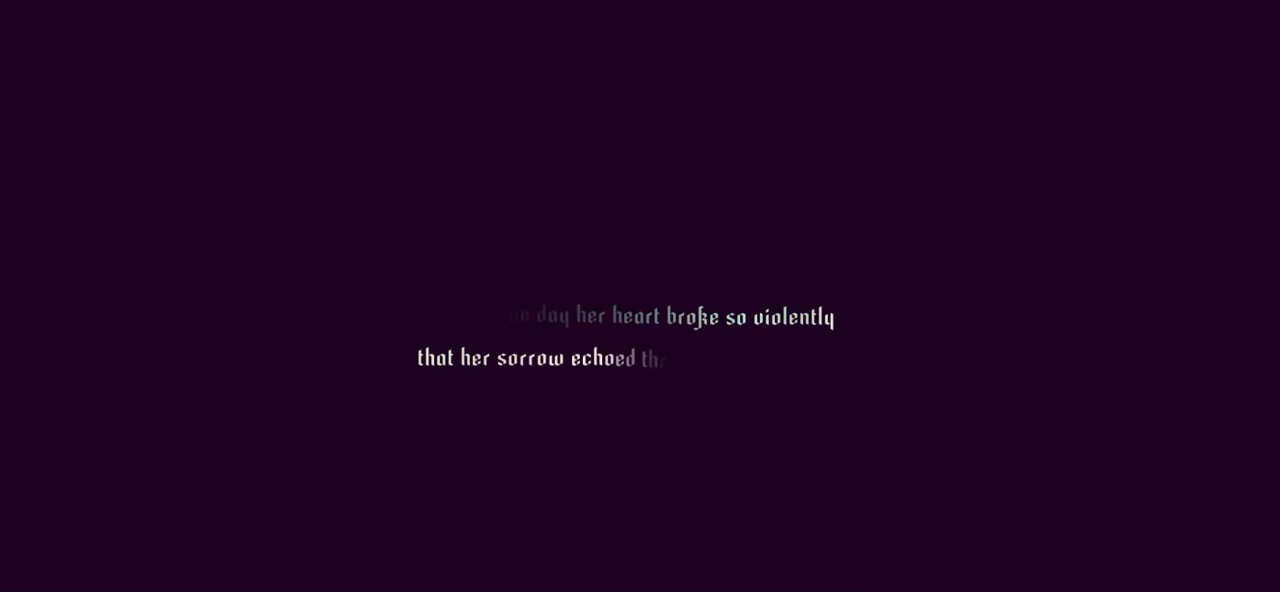 day her heart broke so violently
that her sorrow echoed